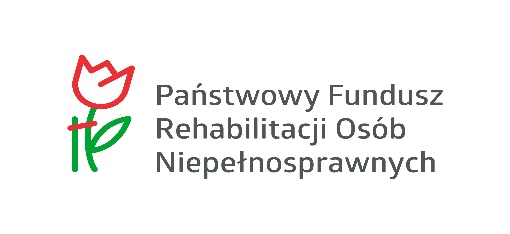 Państwowy Fundusz
Rehabilitacji Osób
Niepełnosprawnych